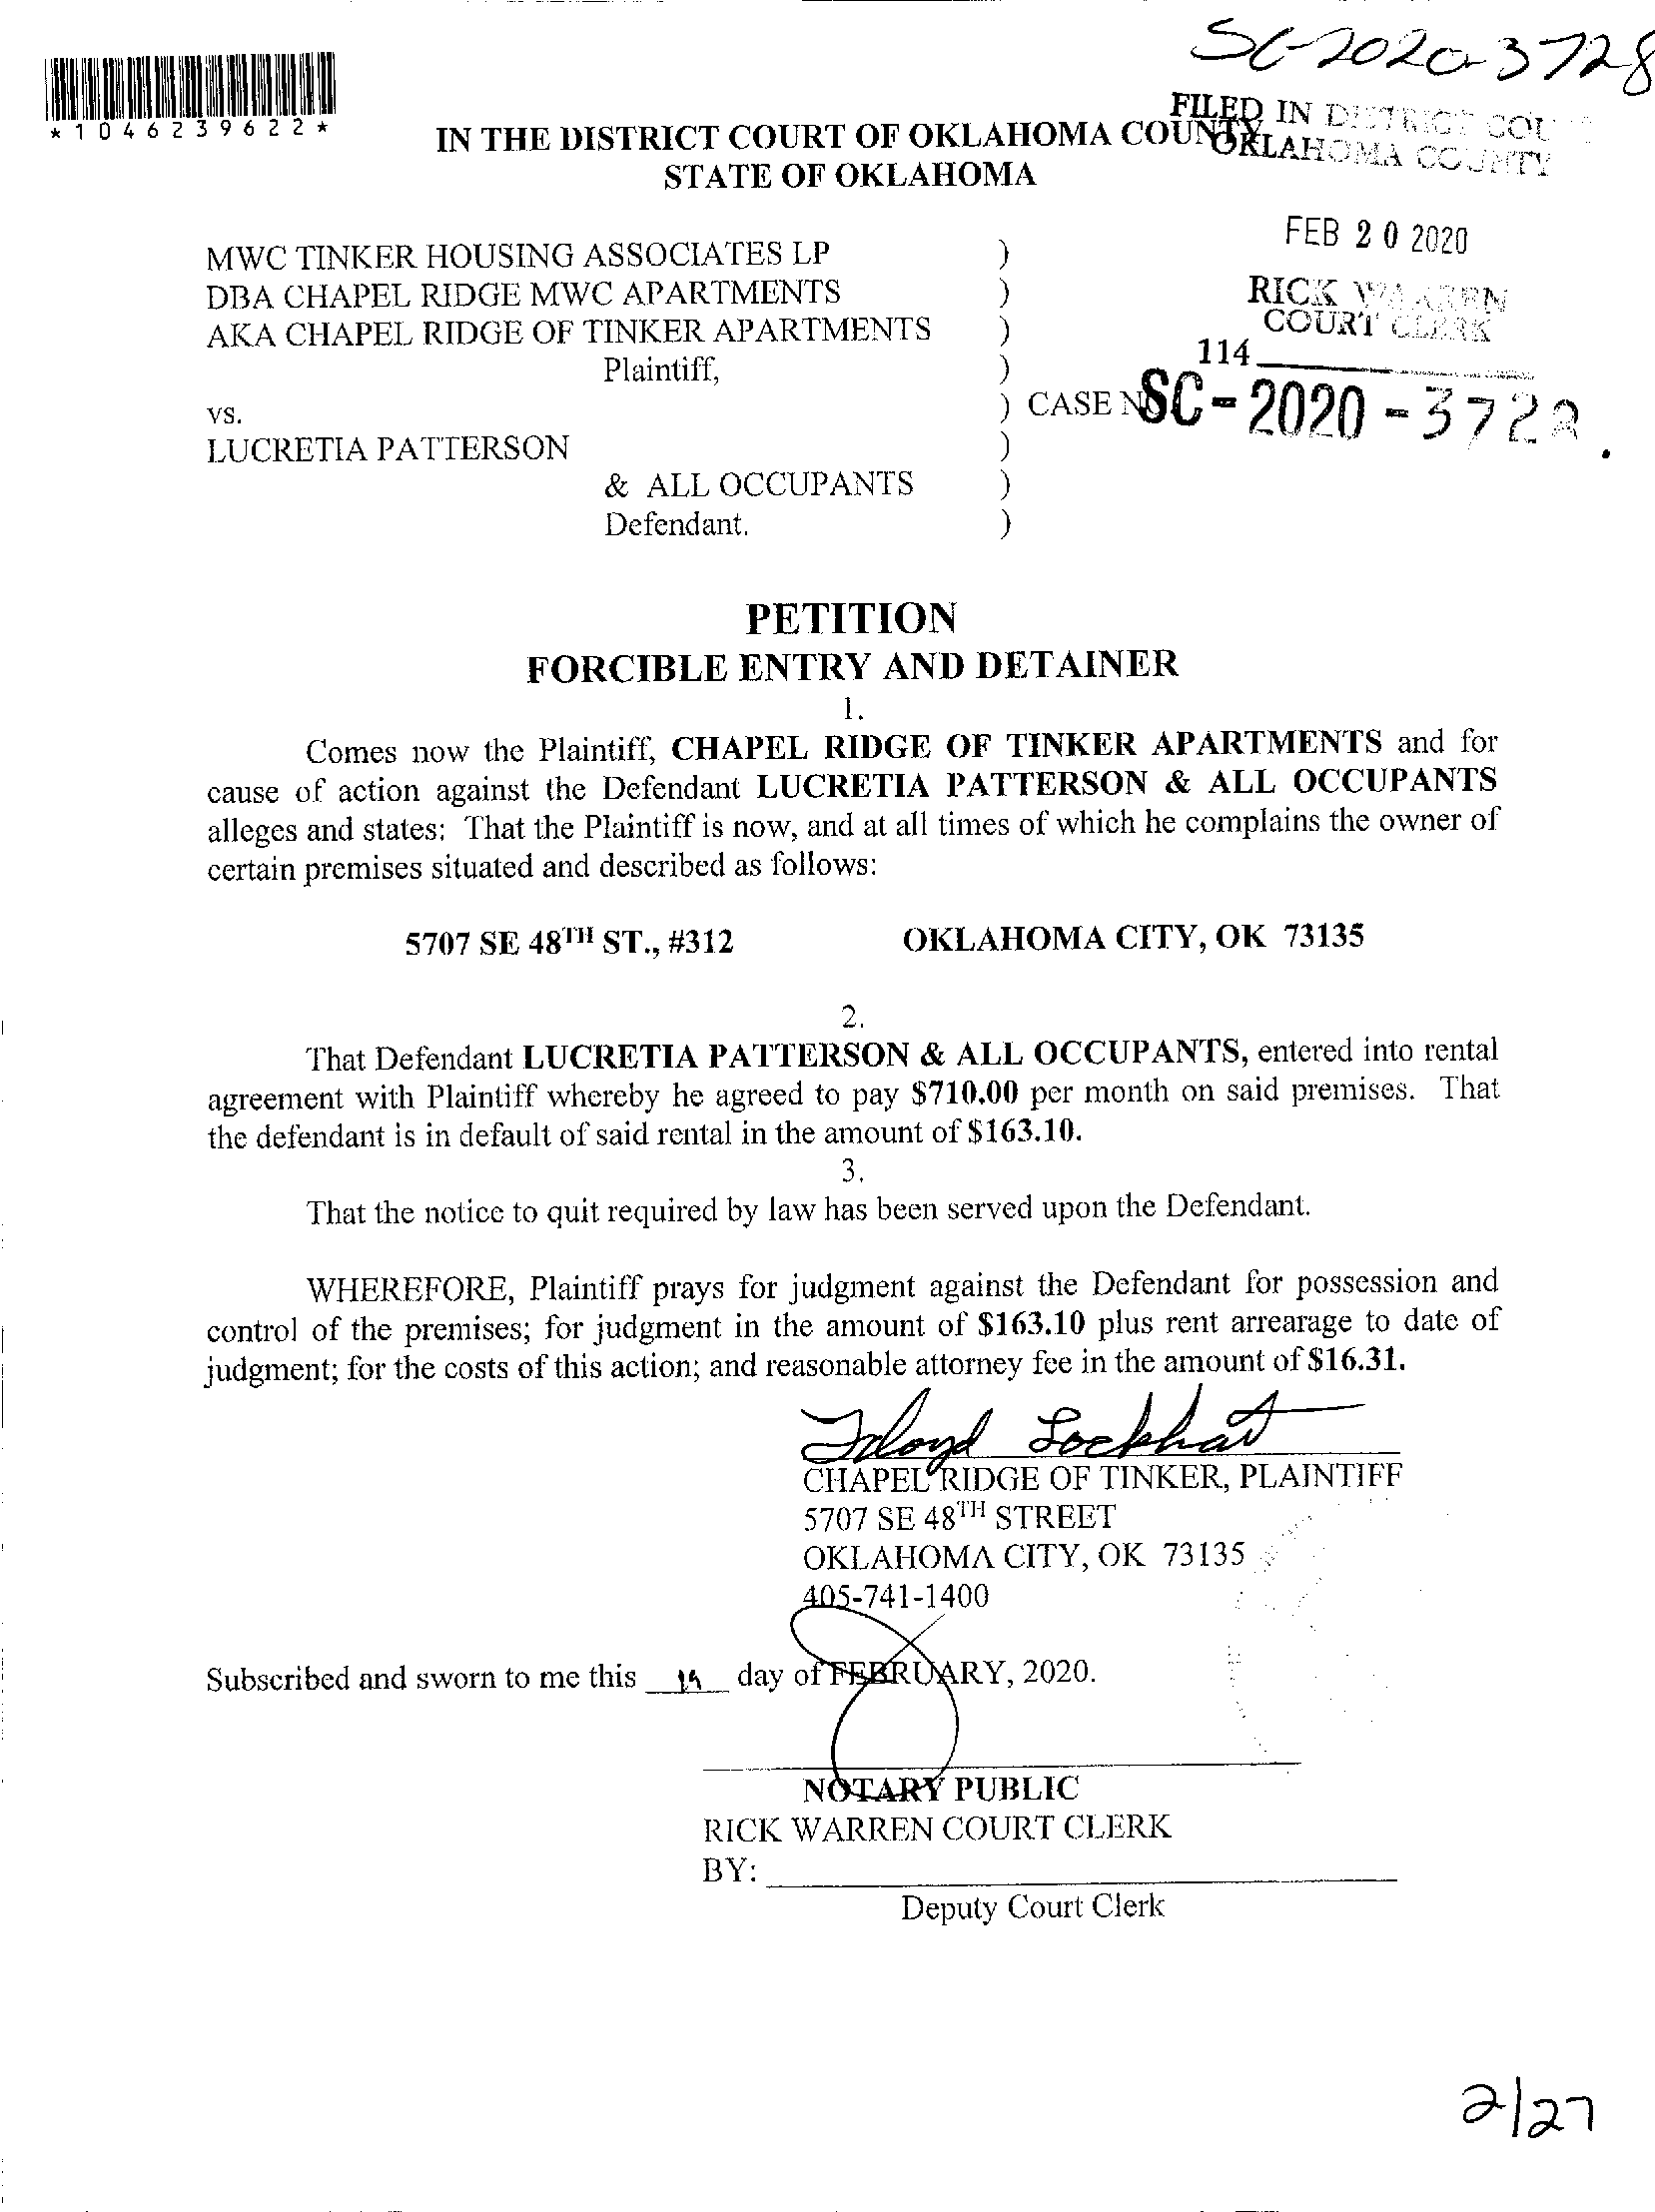 SC-2020-3728
*1046239622*
FILED IN DISTRICT COU
OKLAHOMA COUNTY
IN THE DISTRICT COURT OF OKLAHOMA COUNTY
STATE OF OKLAHOMA
FEB 20 2020
RICK WARREN
COURT CLERK
114
MWC TINKER HOUSING ASSOCIATES LP )
DBA CHAPEL RIDGE MWC APARTMENTS )
AKA CHAPEL RIDGE OF TINKER APARTMENTS )
Plaintiff, )
vs. ) CASE NO SC-2020-3728.
LUCRETIA PATTERSON )
& ALL OCCUPANTS )
Defendant. )
PETITION
FORCIBLE ENTRY AND DETAINER
1.
Comes now the Plaintiff, CHAPEL RIDGE OF TINKER APARTMENTS and for
cause of action against the Defendant LUCRETIA PATTERSON & ALL OCCUPANTS
alleges and states: That the Plaintiff is now, and at all times of which he complains the owner of
certain premises situated and described as follows:
5707 SE 48TH ST., #312 OKLAHOMA CITY, OK 73135
2.
That Defendant LUCRETIA PATTERSON & ALL OCCUPANTS, entered into rental
agreement with Plaintiff whereby he agreed to pay $710.00 per month on said premises. That
the defendant is in default of said rental in the amount of $163.10.
3.
That the notice to quit required by law has been served upon the Defendant.
WHEREFORE, Plaintiff prays for judgment against the Defendant for possession and
control of the premises; for judgment in the amount of $163.10 plus rent arrearage to date of
judgment; for the costs of this action; and reasonable attorney fee in the amount of $16.31.
Lockhart
CHAPEL RIDGE OF TINKER, PLAINTIFF
5707 SE 48TH STREET
OKLAHOMA CITY, OK 73135
405-741-1400
Subscribed and sworn to me this 19 day of FEBRUARY, 2020.
NOTARY PUBLIC
RICK WARREN COURT CLERK
BY:
Deputy Court Clerk
2/27